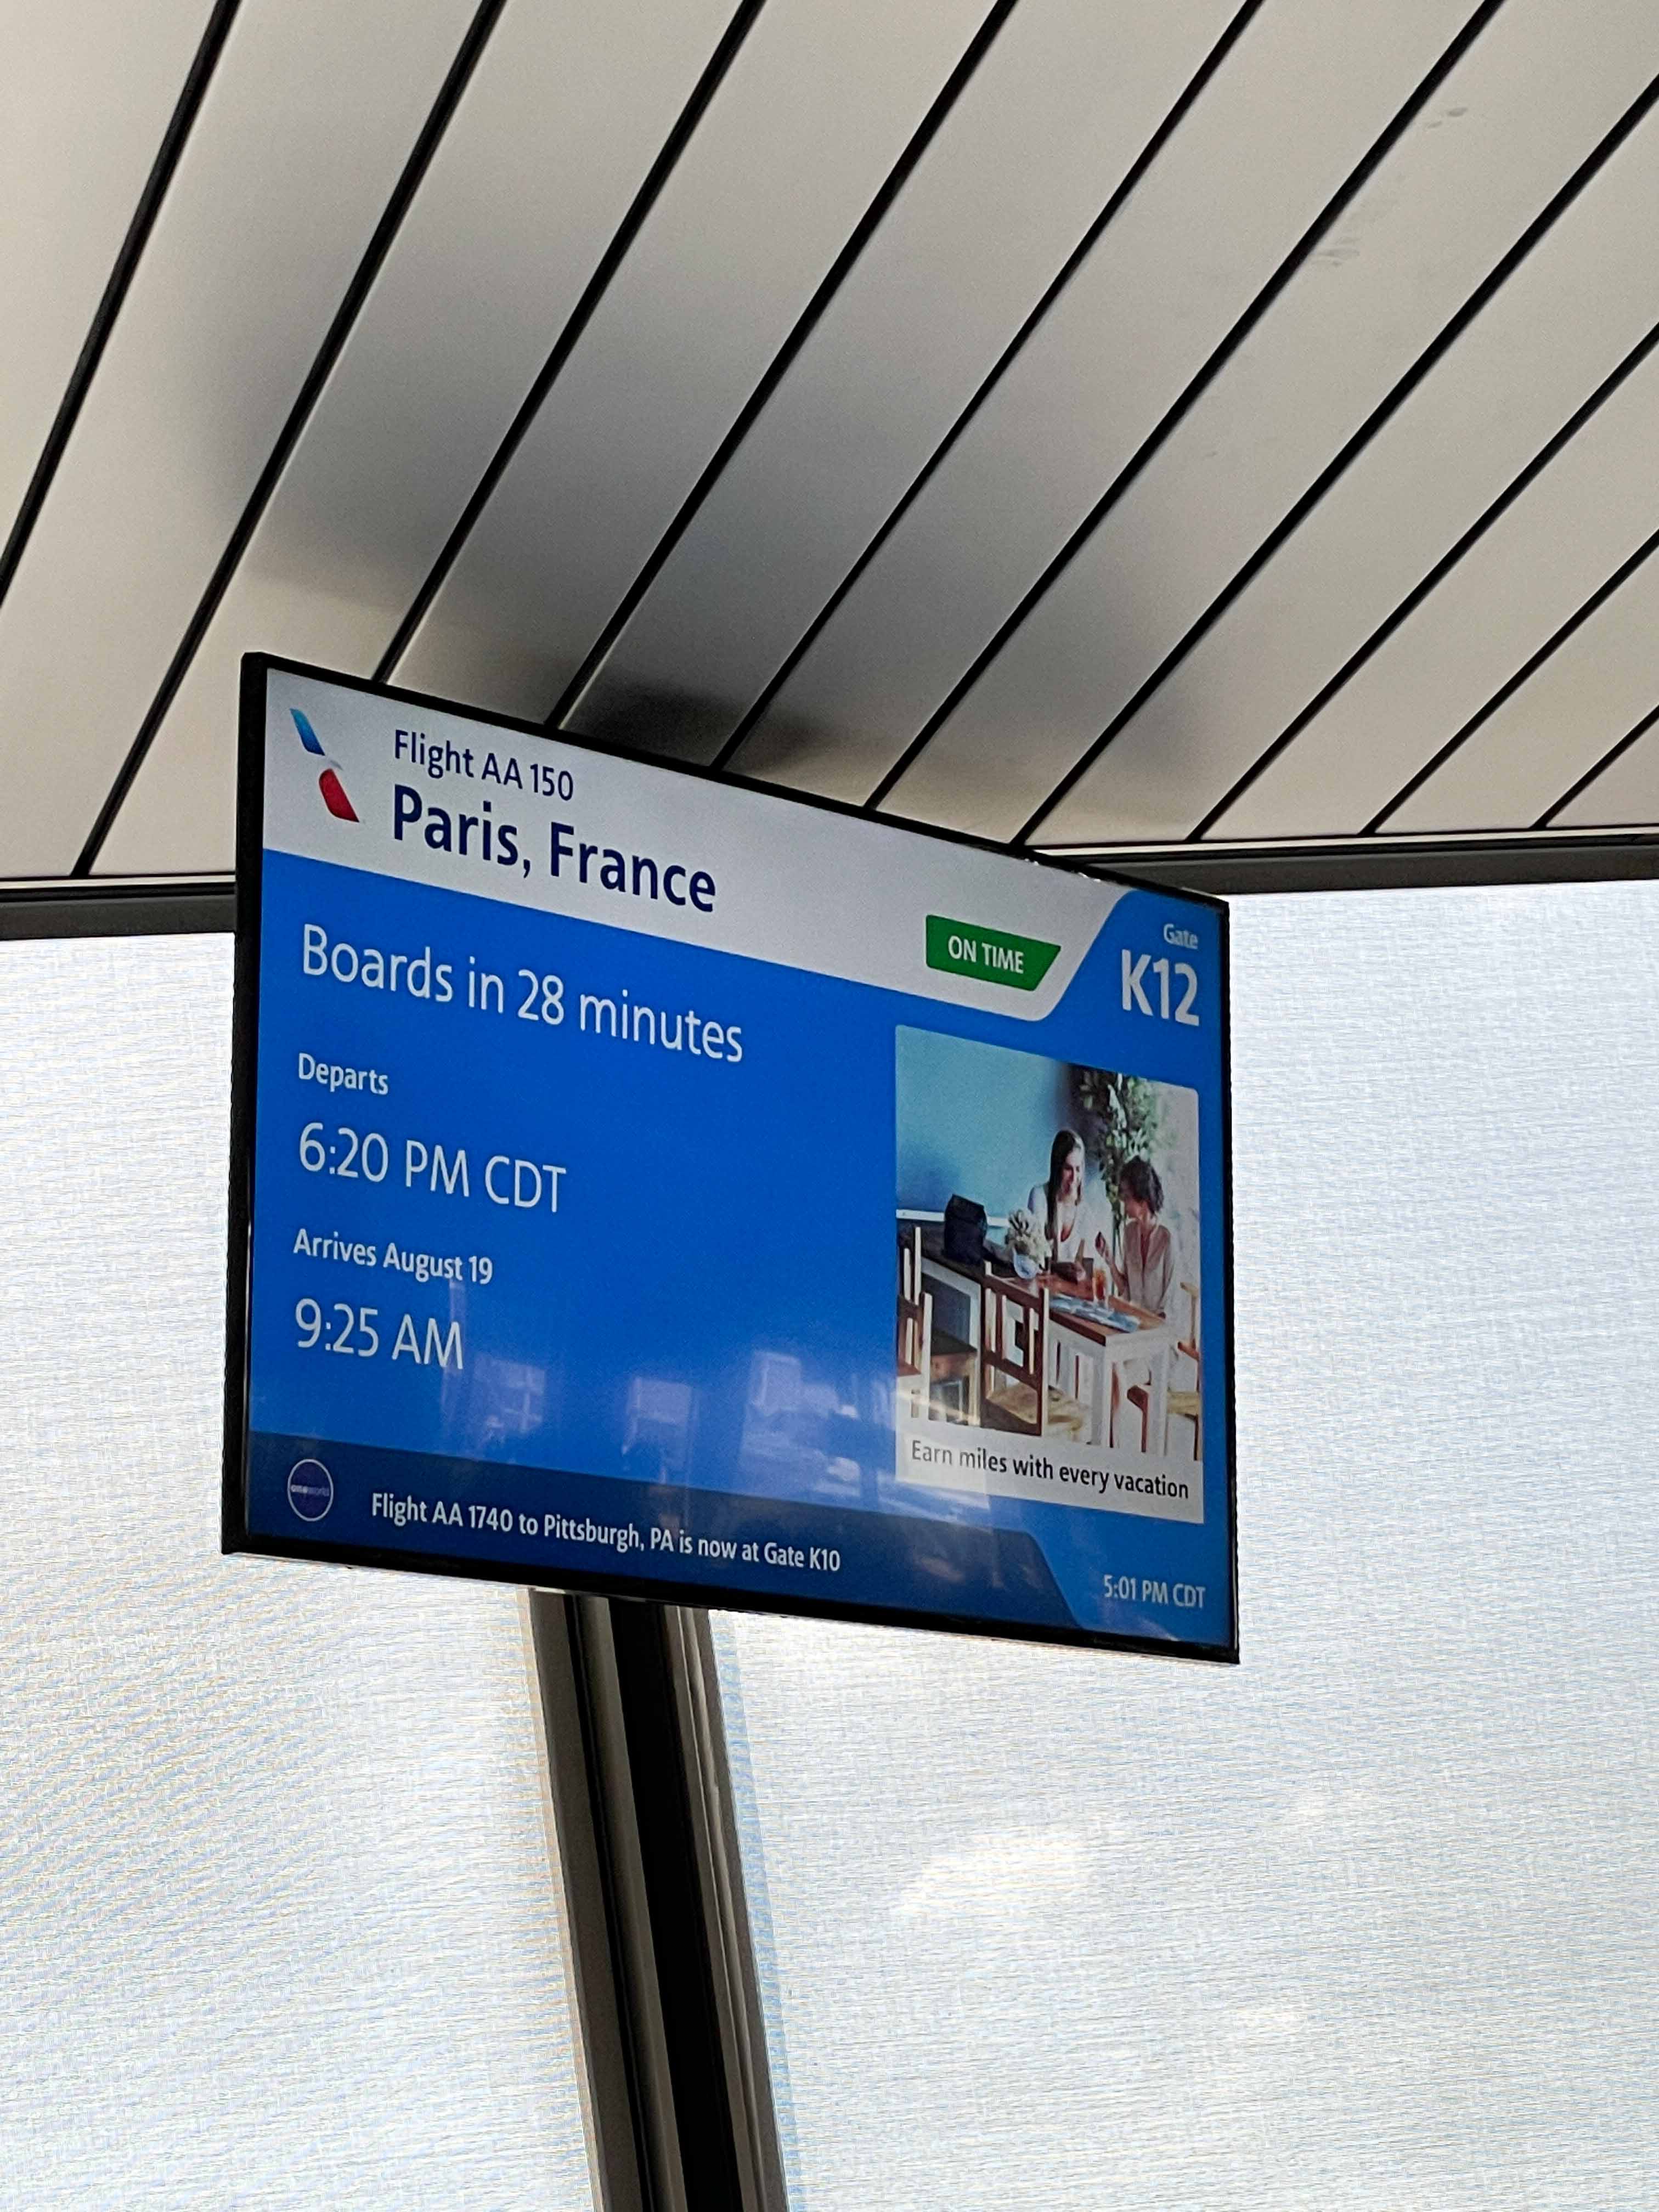 Flight AA 150
Paris, France
ON TIME
Gate
K12
Boards in 28 minutes
Departs
6:20 PM CDT
Arrives August 19
9:25 AM
Earn miles with every vacation
oneworld
Flight AA 1740 to Pittsburgh, PA is now at Gate K10
5:01 PM CDT